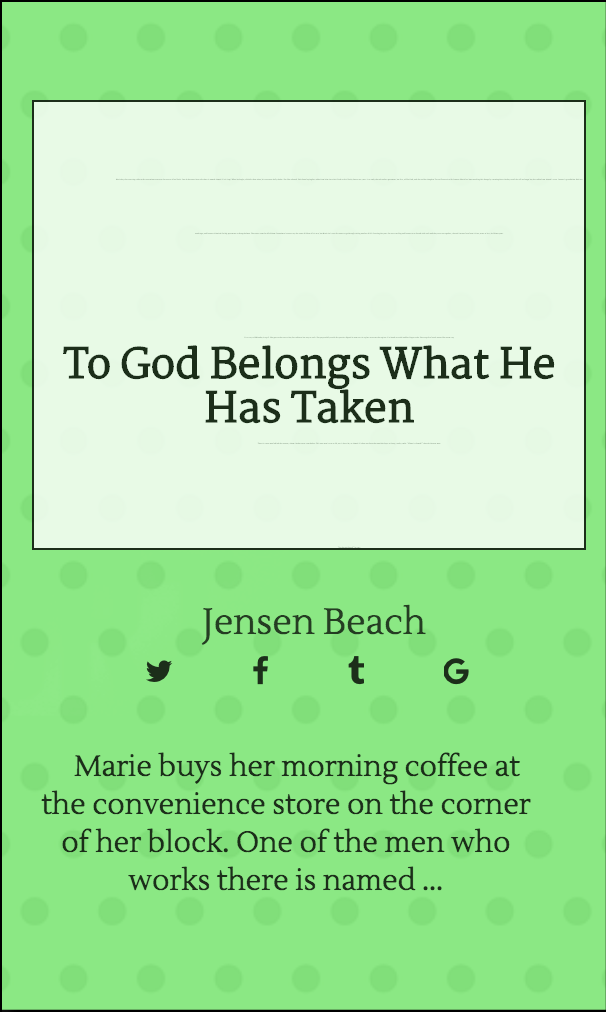 To God Belongs What He
Has Taken
Jensen Beach
Marie buys her morning coffee at
the convenience store on the corner
of her block. One of the men who
works there is named ...